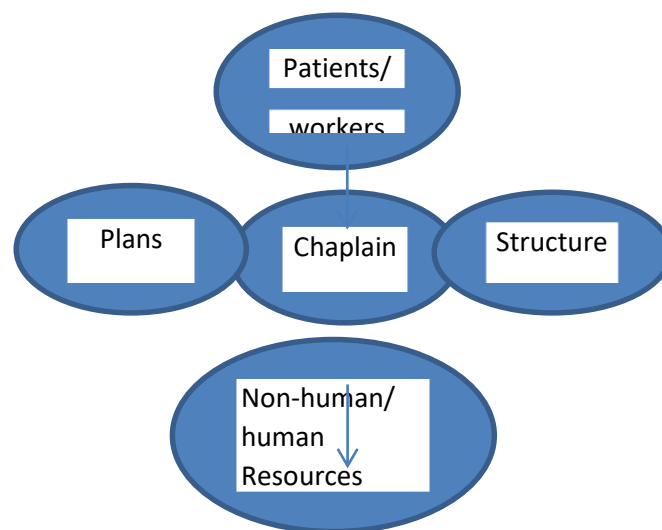 Patients/
workers
Plans
Chaplain
Structure
Non-human/
human
Resources